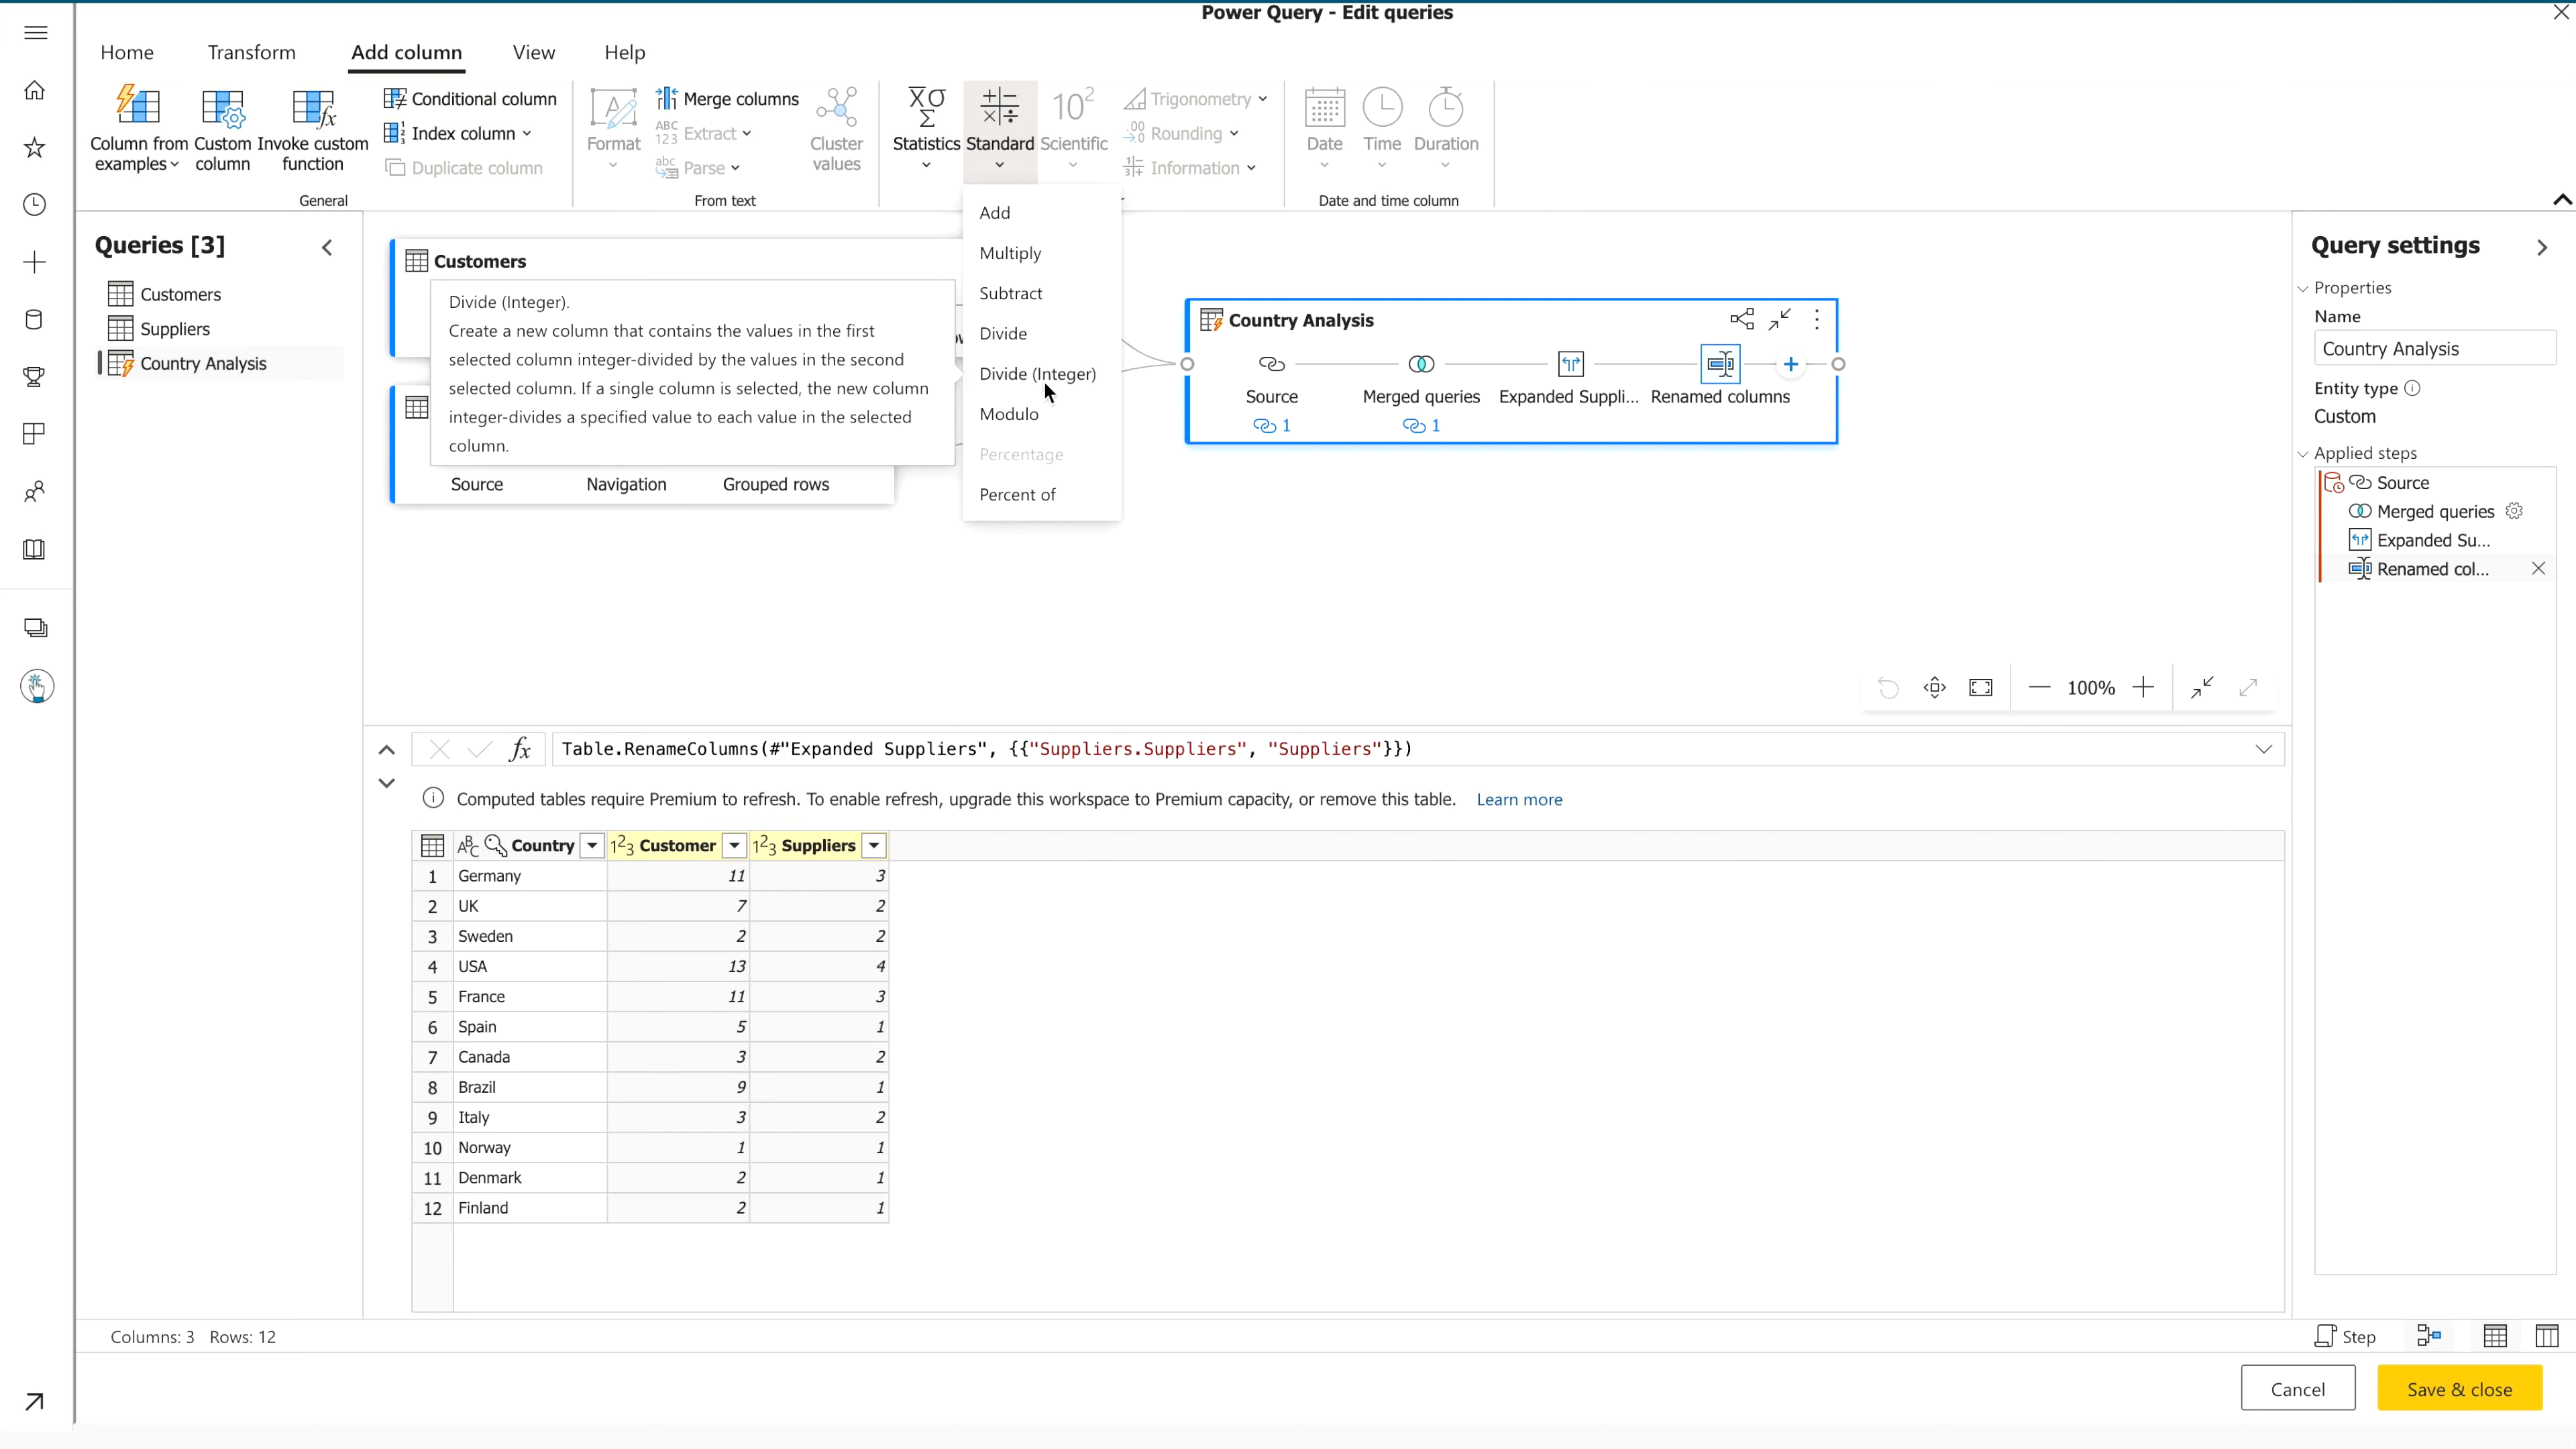 Power Query - Edit queries
Home Transform Add column View Help
Column from examples
Custom column
Invoke custom function
Conditional column
Index column
Duplicate column
General
Format
Merge columns
ABC 123 Extract
abc Parse
Cluster values
From text
Statistics
Standard
10² Scientific
Trigonometry
.00 Rounding
Information
Date
Time
Duration
Date and time column
Add
Multiply
Subtract
Divide
Divide (Integer)
Modulo
Percentage
Percent of
Queries [3]
Customers
Suppliers
Country Analysis
Customers
Divide (Integer).
Create a new column that contains the values in the first
selected column integer-divided by the values in the second
selected column. If a single column is selected, the new column
integer-divides a specified value to each value in the selected
column.
Source Navigation Grouped rows
Country Analysis
Source Merged queries Expanded Suppli... Renamed columns
1 1
100%
Query settings
Properties
Name
Country Analysis
Entity type
Custom
Applied steps
Source
Merged queries
Expanded Su...
Renamed col...
fx Table.RenameColumns(#"Expanded Suppliers", {{"Suppliers.Suppliers", "Suppliers"}})
Computed tables require Premium to refresh. To enable refresh, upgrade this workspace to Premium capacity, or remove this table. Learn more
ABC Country 123 Customer 123 Suppliers
1 Germany 11 3
2 UK 7 2
3 Sweden 2 2
4 USA 13 4
5 France 11 3
6 Spain 5 1
7 Canada 3 2
8 Brazil 9 1
9 Italy 3 2
10 Norway 1 1
11 Denmark 2 1
12 Finland 2 1
Columns: 3 Rows: 12
Step
Cancel Save & close